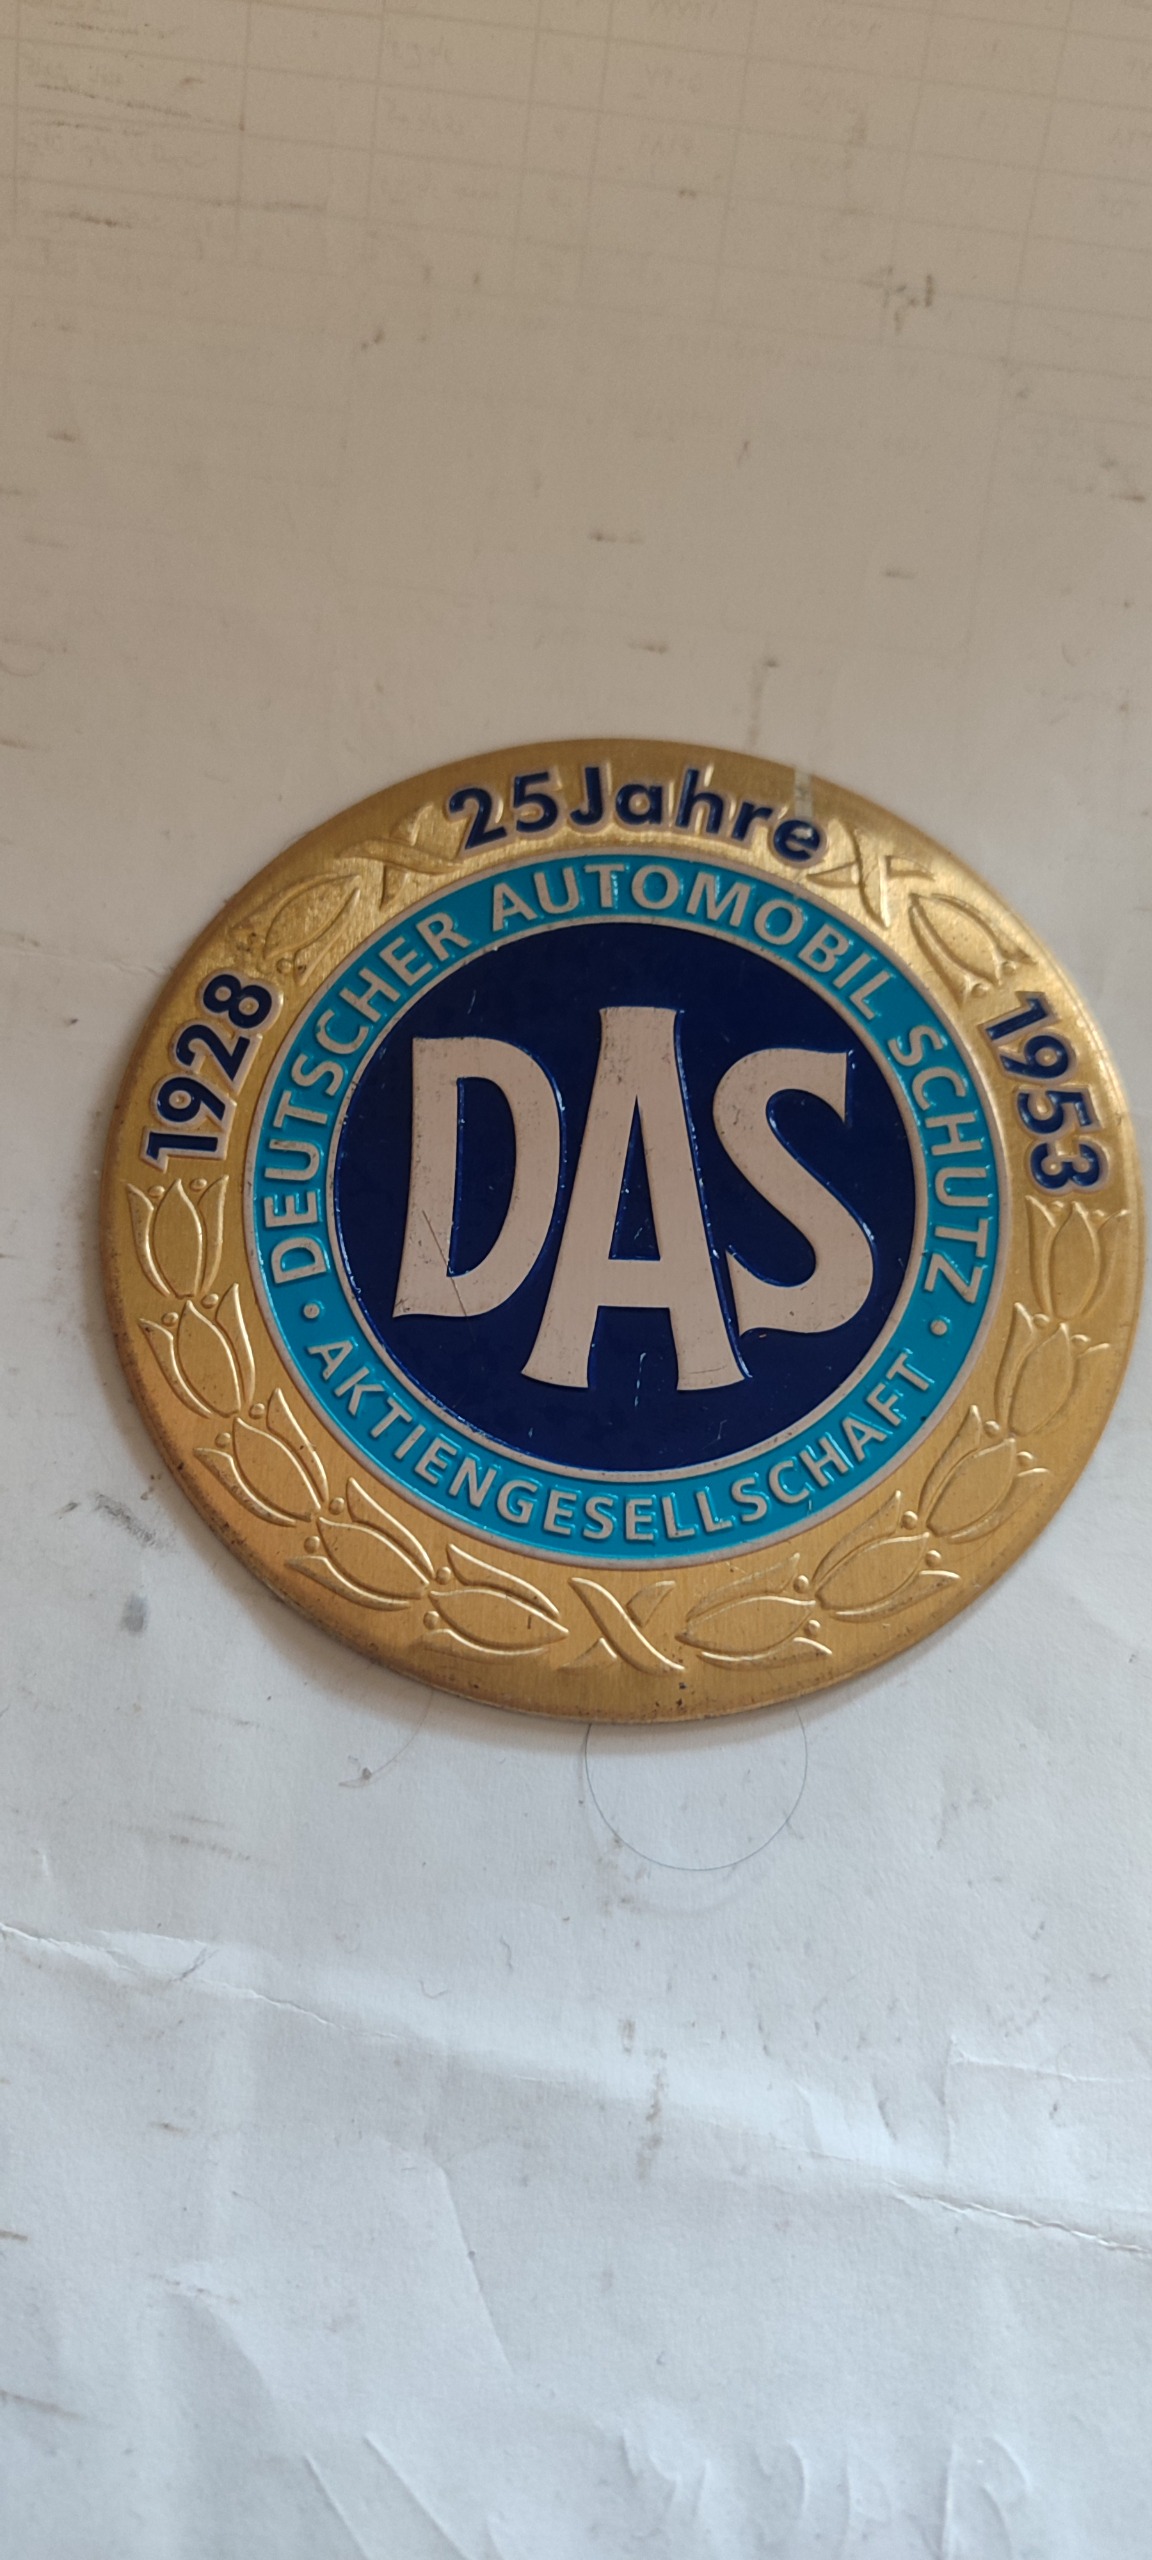 25 Jahre
1928
1953
DEUTSCHER AUTOMOBIL SCHUTZ
• AKTIENGESELLSCHAFT •
DAS